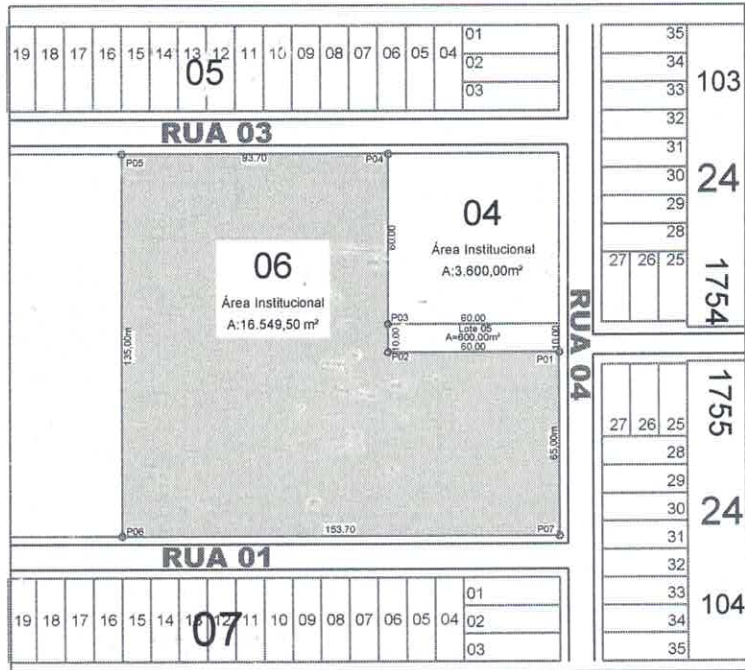 19 18 17 16 15 14 13 12 11 10 09 08 07 06 05 04
01
02
03
05
RUA 03
P05
93.70
P04
60.00
04
Área Institucional
A:3.600,00m²
06
Área Institucional
A:16.549,50 m²
135,00m
P03
60.00
Lote 05
A=600.00m²
60.00
10.00
10.00
P02
P01
65,00m
P06
153.70
P07
RUA 04
RUA 01
19 18 17 16 15 14 13 12 11 10 09 08 07 06 05 04
07
01
02
03
35
34
33
32
31
30
29
28
27 26 25
103
24
1754
1755
27 26 25
28
29
30
31
32
33
34
35
24
104